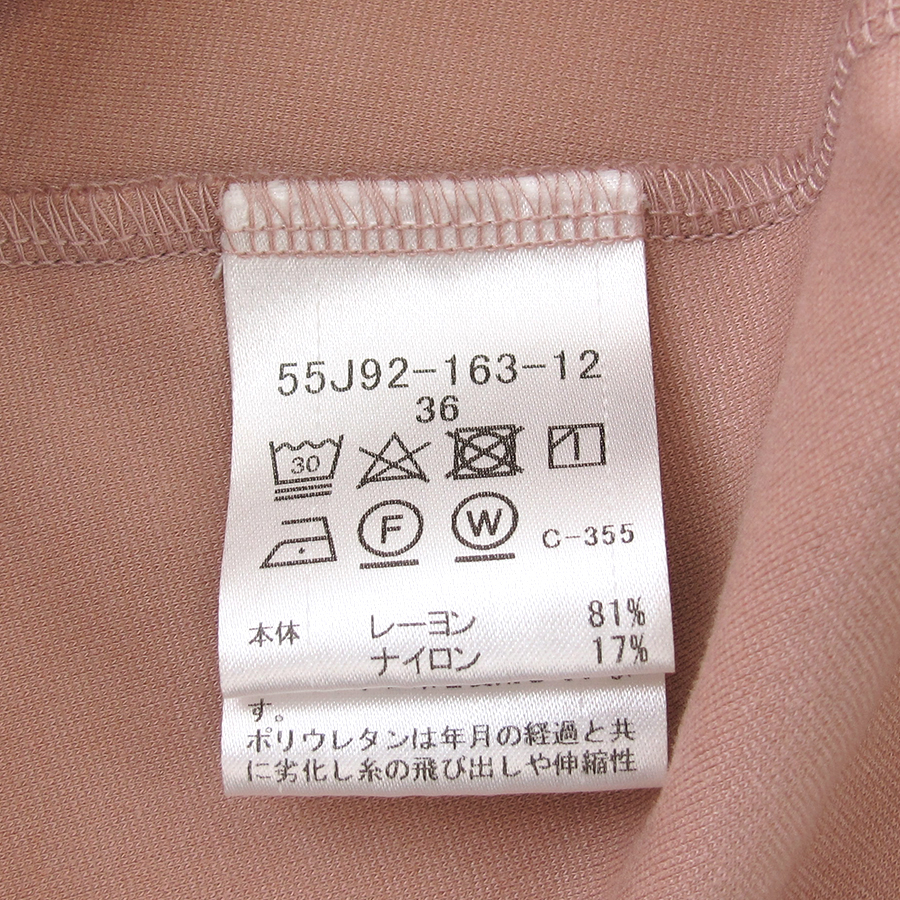 55J92-163-12
36
30
F W C-355
本体 レーヨン 81%
ナイロン 17%
す。
ポリウレタンは年月の経過と共
に劣化し糸の飛び出しや伸縮性